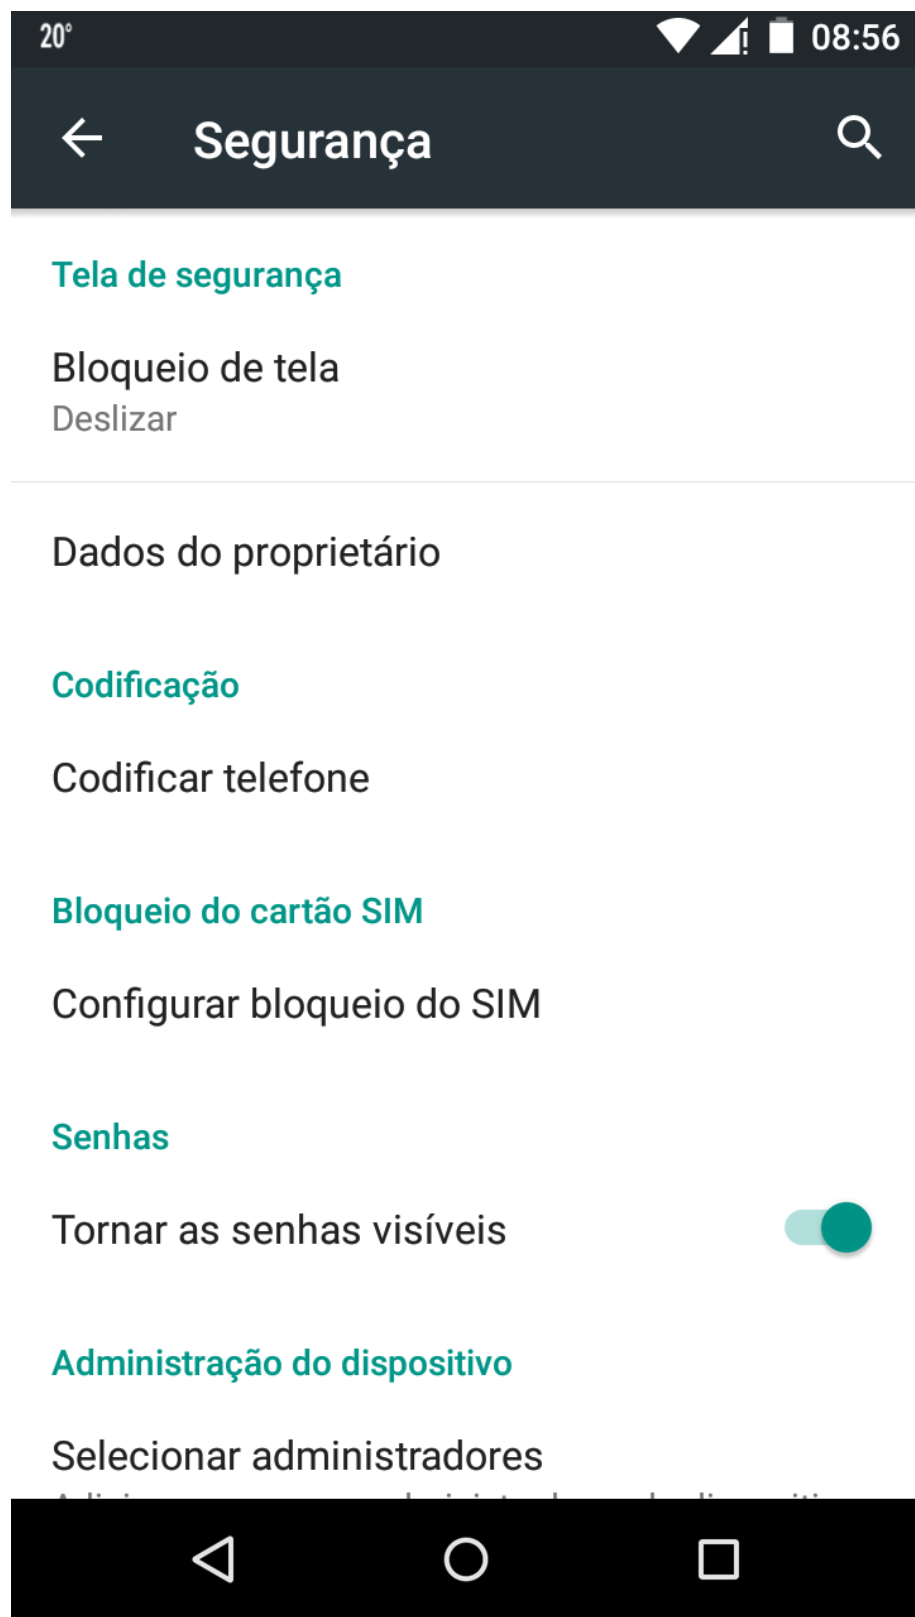 20°
08:56
Segurança
Tela de segurança
Bloqueio de tela
Deslizar
Dados do proprietário
Codificação
Codificar telefone
Bloqueio do cartão SIM
Configurar bloqueio do SIM
Senhas
Tornar as senhas visíveis
Administração do dispositivo
Selecionar administradores